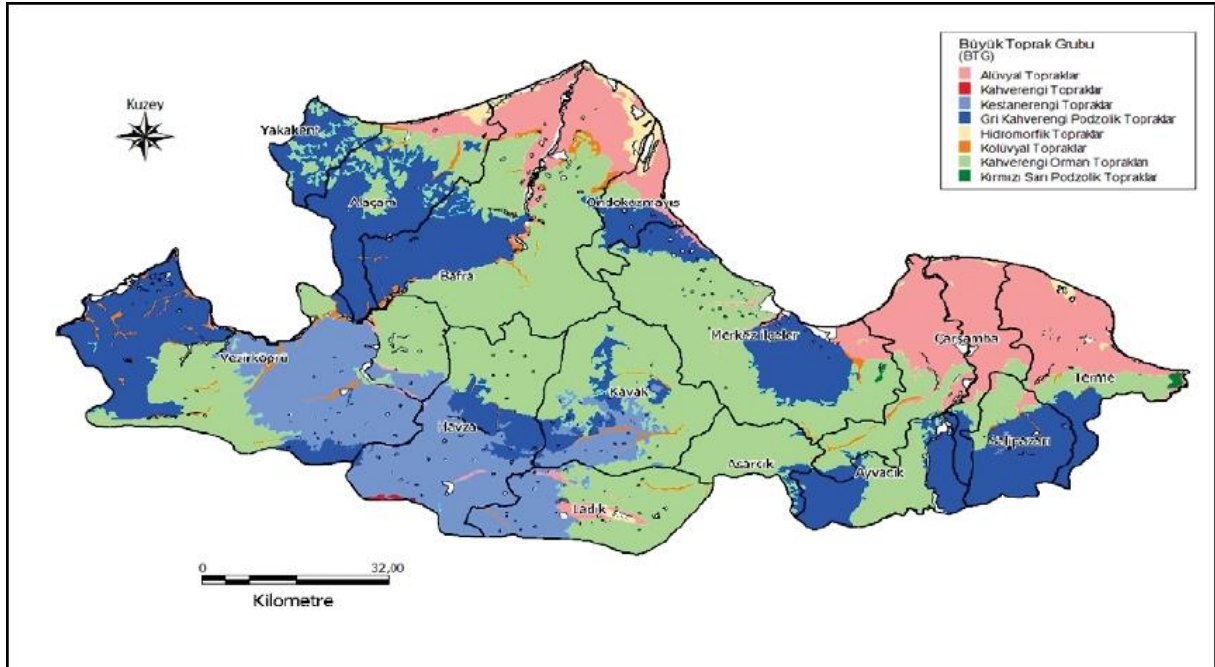 Büyük Toprak Grubu
(BTG)
Alüvyal Topraklar
Kahverengi Topraklar
Kestanerengi Topraklar
Gri Kahverengi Podzolik Topraklar
Hidromorfik Topraklar
Kolüvyal Topraklar
Kahverengi Orman Toprakları
Kırmızı Sarı Podzolik Topraklar
Kuzey
Yakakent
Alaçam
Ondokuzmayıs
Bafra
Merkez ilçeler
Çarşamba
Vezirköprü
Terme
Kavak
Havza
Salıpazarı
Asarcık
Ayvacık
Ladik
0 32,00
Kilometre